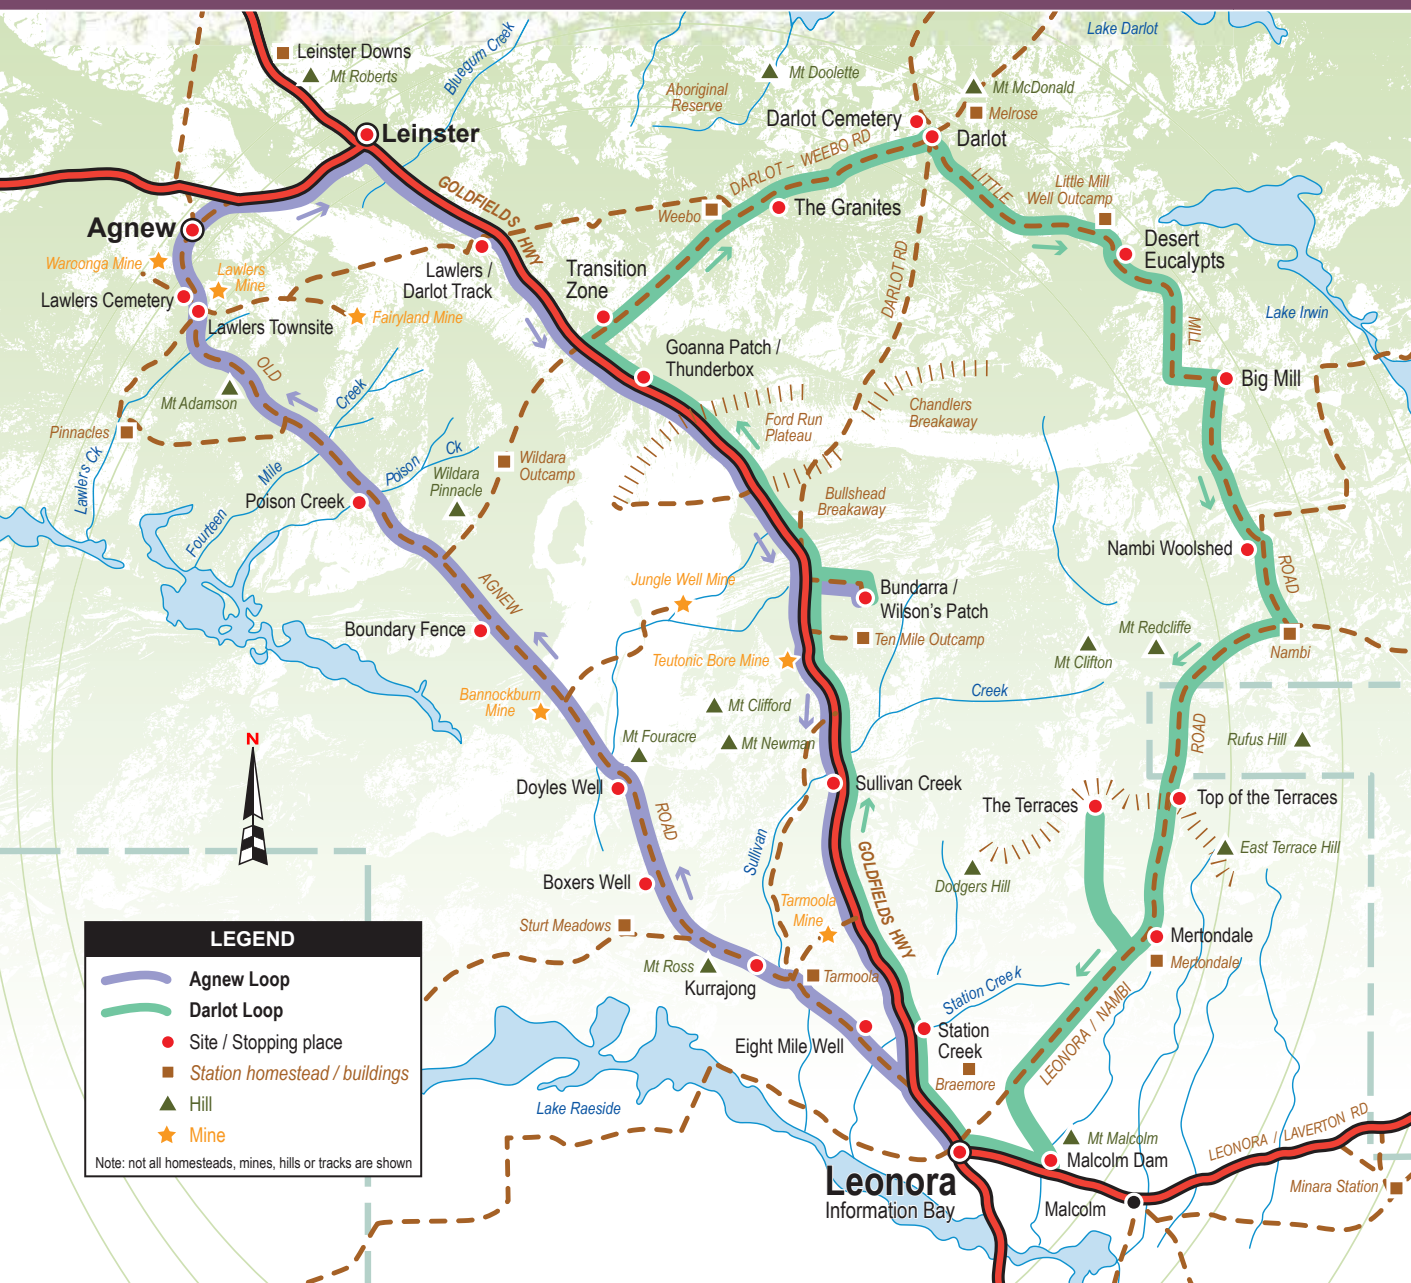 Leinster Downs
Mt Roberts
Bluegum Creek
Lake Darlot
Aboriginal
Reserve
Mt Doolette
Mt McDonald
Melrose
Darlot Cemetery
Darlot
Leinster
GOLDFIELDS HWY
DARLOT – WEEBO RD
LITTLE
Little Mill
Well Outcamp
Weebo
The Granites
Agnew
Waroonga Mine
Lawlers
Mine
Lawlers Cemetery
Lawlers Townsite
Fairyland Mine
Lawlers /
Darlot Track
Transition
Zone
DARLOT RD
Desert
Eucalypts
Lake Irwin
MILL
Goanna Patch /
Thunderbox
Big Mill
OLD
Mt Adamson
Creek
Mile
Fourteen
Pinnacles
Lawlers Ck
Ford Run
Plateau
Chandlers
Breakaway
Poison
Ck
Wildara
Pinnacle
Wildara
Outcamp
Poison Creek
Bullshead
Breakaway
Nambi Woolshed
ROAD
AGNEW
Jungle Well Mine
Bundarra /
Wilson's Patch
Boundary Fence
Ten Mile Outcamp
Teutonic Bore Mine
Mt Redcliffe
Mt Clifton
Nambi
Creek
Bannockburn
Mine
Mt Clifford
Mt Newman
Mt Fouracre
ROAD
Rufus Hill
N
Doyles Well
Sullivan Creek
The Terraces
Top of the Terraces
ROAD
Sullivan
GOLDFIELDS HWY
East Terrace Hill
Dodgers Hill
Boxers Well
Tarmoola
Mine
Sturt Meadows
Mertondale
Mertondale
Mt Ross
Kurrajong
Tarmoola
Station Creek
LEONORA / NAMBI
Station
Creek
Eight Mile Well
Braemore
Lake Raeside
Mt Malcolm
Malcolm Dam
LEONORA / LAVERTON RD
Leonora
Information Bay
Malcolm
Minara Station
LEGEND
Agnew Loop
Darlot Loop
Site / Stopping place
Station homestead / buildings
Hill
Mine
Note: not all homesteads, mines, hills or tracks are shown